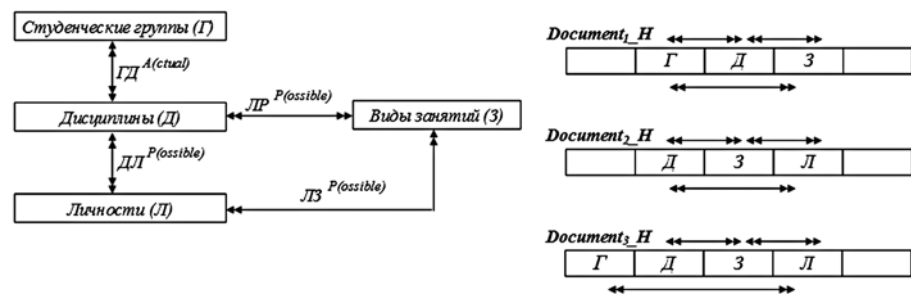 Студенческие группы (Г)
ГД A(ctual)
Дисциплины (Д)
ЛР P(ossible)
Виды занятий (З)
ДЛ P(ossible)
ЛЗ P(ossible)
Личности (Л)
Document1_H
Г Д З
Document2_H
Д З Л
Document3_H
Г Д З Л